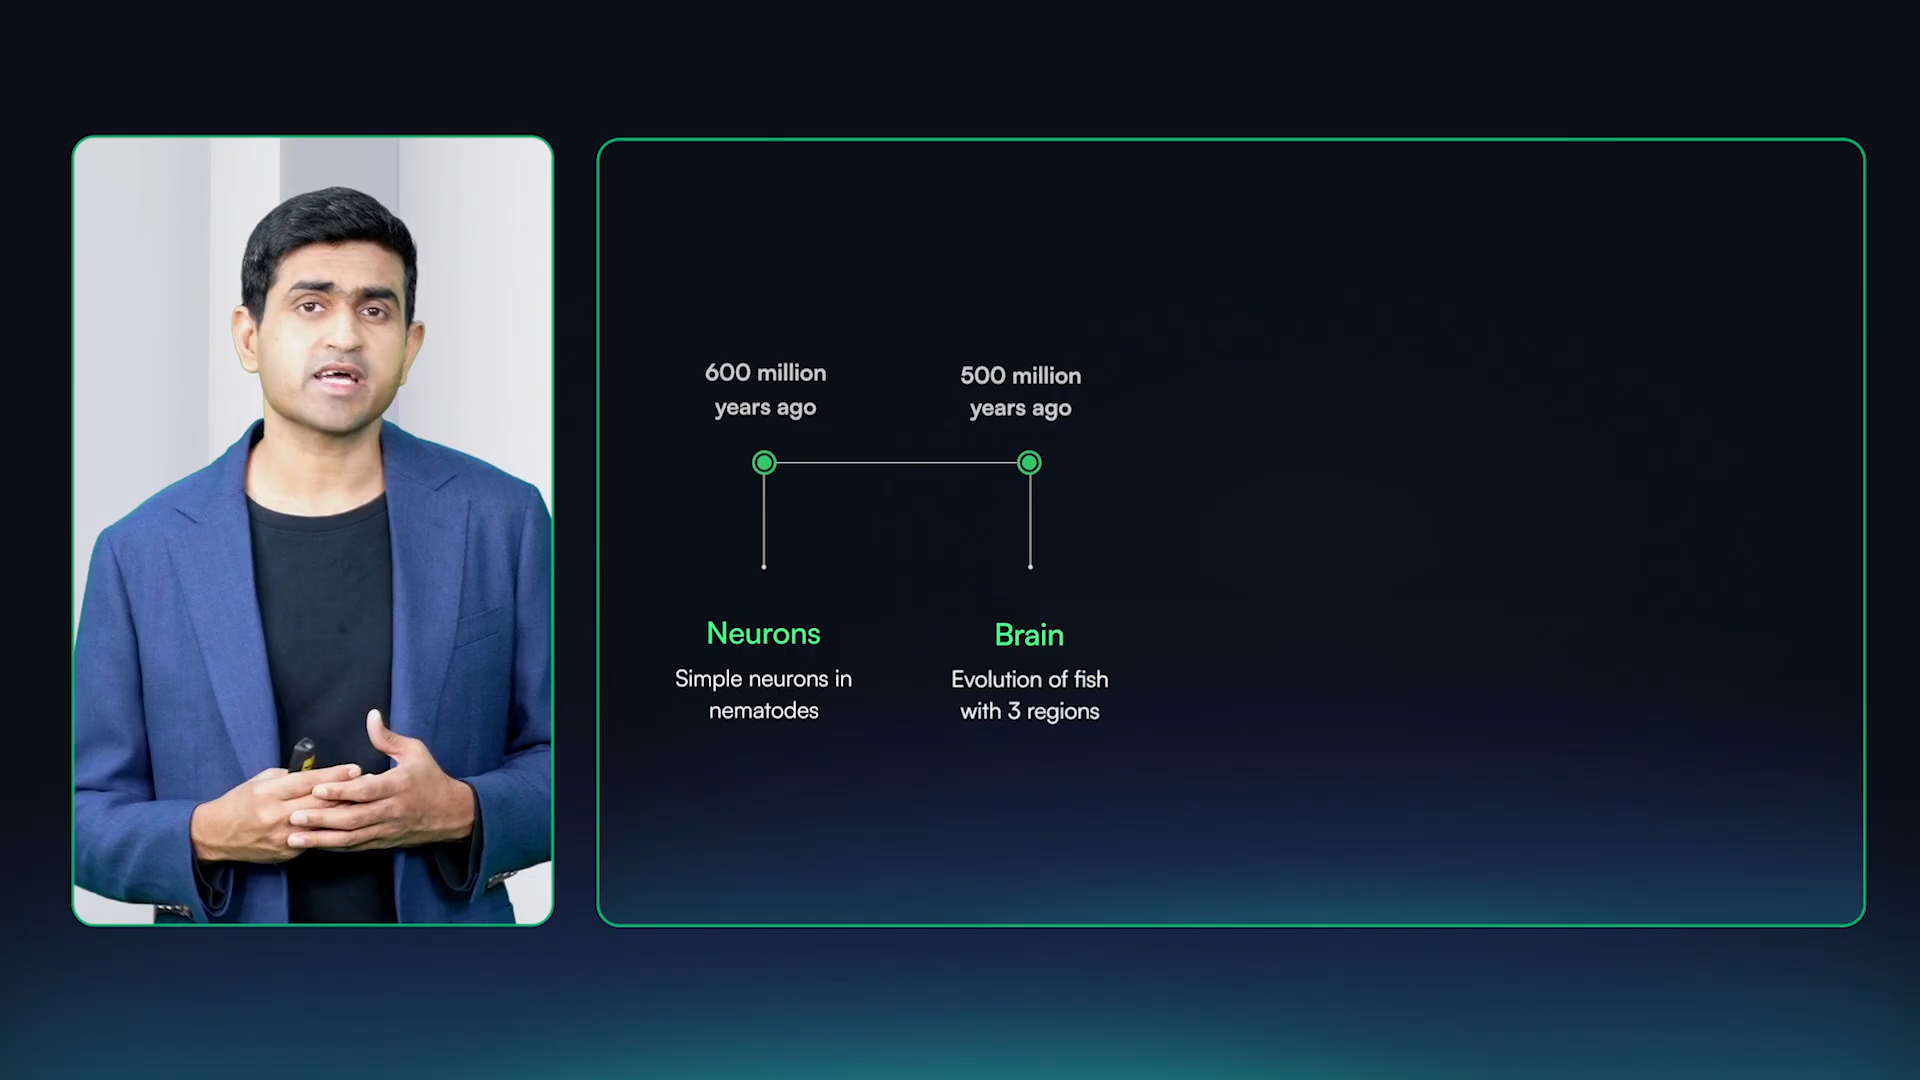 600 million
years ago
500 million
years ago
Neurons
Simple neurons in
nematodes
Brain
Evolution of fish
with 3 regions